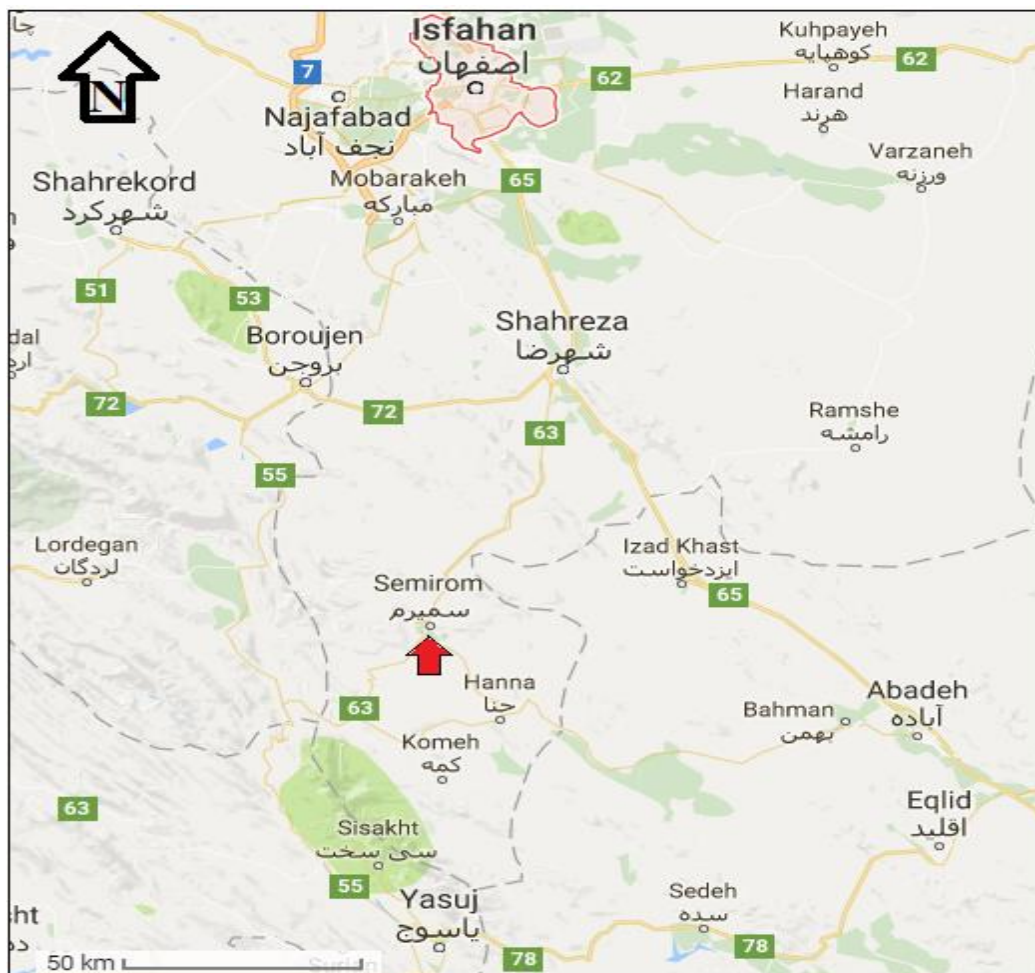 Isfahan
اصفهان
N
7
62
Kuhpayeh
کوهپایه
62
Harand
هرند
Najafabad
نجف آباد
Varzaneh
ورزنه
Shahrekord
شهرکرد
Mobarakeh
مبارکه
65
51
53
Boroujen
بروجن
Shahreza
شهرضا
72
72
63
Ramshe
رامشه
55
Lordegan
لردگان
Izad Khast
ایزدخواست
65
Semirom
سمیرم
Hanna
حنا
63
Komeh
کمه
Bahman
بهمن
Abadeh
آباده
63
Eqlid
اقلید
Sisakht
سی سخت
55
Yasuj
یاسوج
Sedeh
سده
78
78
50 km